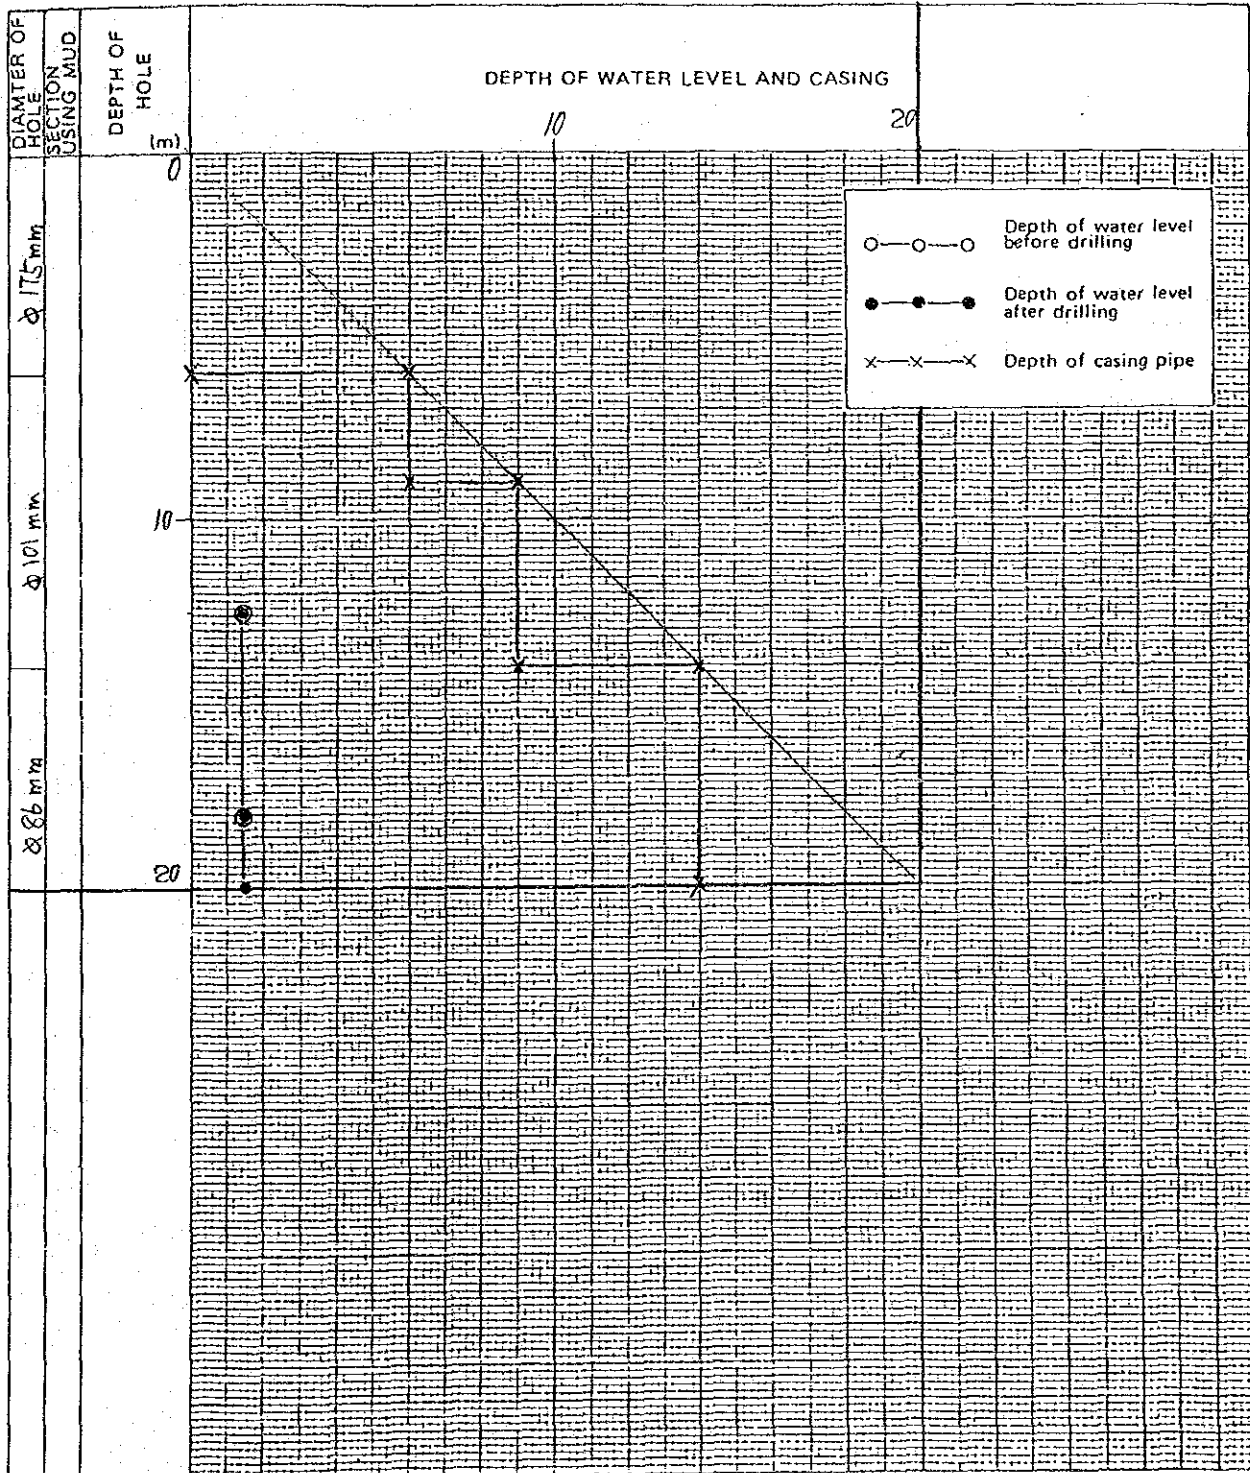 DIAMTER OF
HOLE
SECTION
USING MUD
DEPTH OF
HOLE
(m)
DEPTH OF WATER LEVEL AND CASING
10
20
0
10
20
ϕ 175 mm
ϕ 101 mm
ϕ 86 mm
Depth of water level
before drilling
Depth of water level
after drilling
Depth of casing pipe